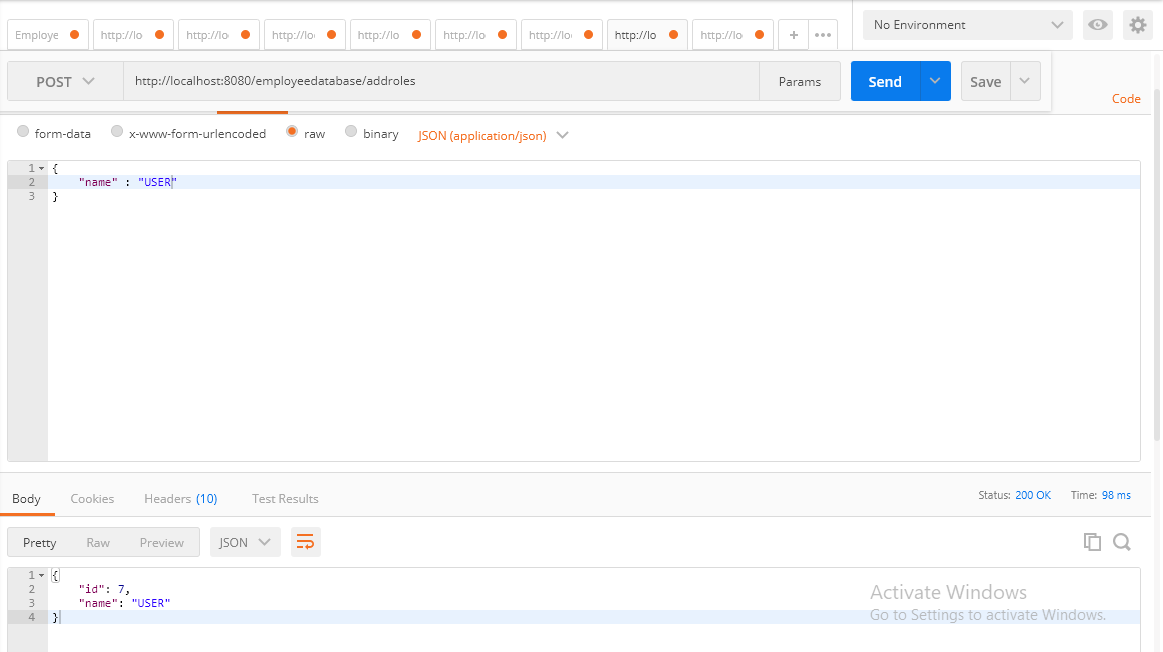 Employe http://lo http://lo http://lo http://lo http://lo http://lo http://lo http://lo + ••• No Environment
POST http://localhost:8080/employeedatabase/addroles Params Send Save
Code
form-data x-www-form-urlencoded raw binary JSON (application/json)
1 {
2 "name" : "USER"
3 }
Body Cookies Headers (10) Test Results Status: 200 OK Time: 98 ms
Pretty Raw Preview JSON
1 {
2 "id": 7,
3 "name": "USER"
4 }
Activate Windows
Go to Settings to activate Windows.